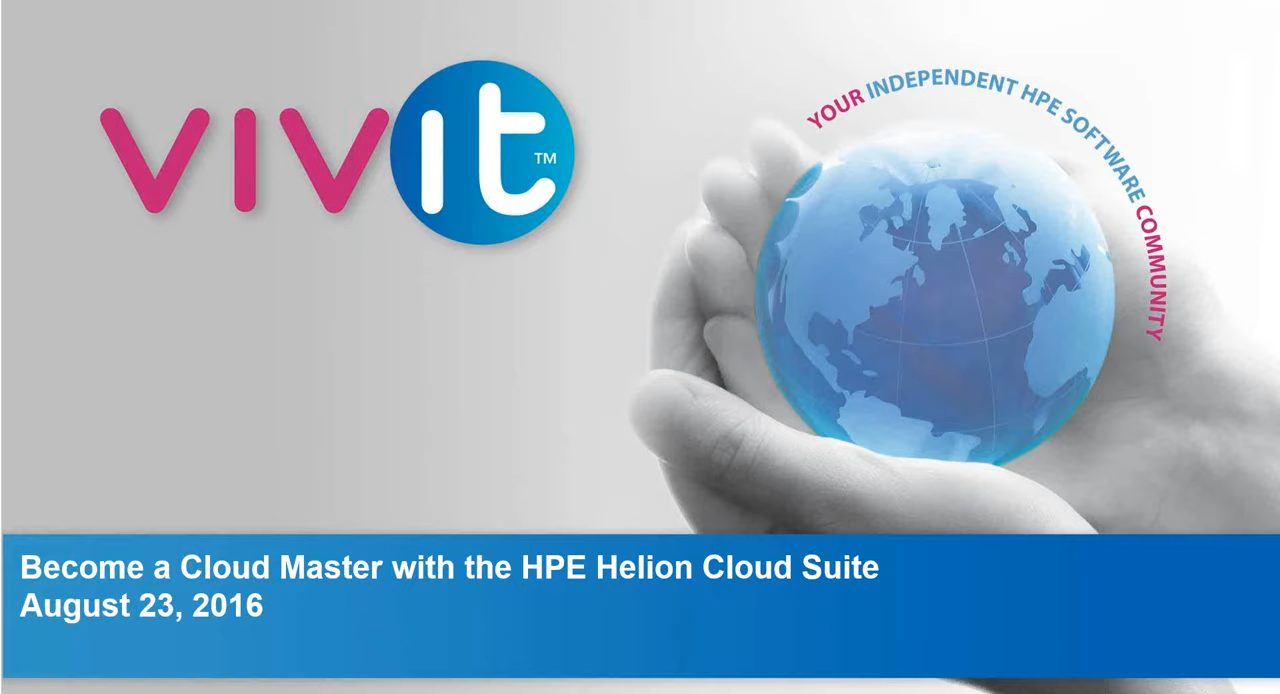 vivit™
YOUR INDEPENDENT HPE SOFTWARE COMMUNITY
Become a Cloud Master with the HPE Helion Cloud Suite
August 23, 2016